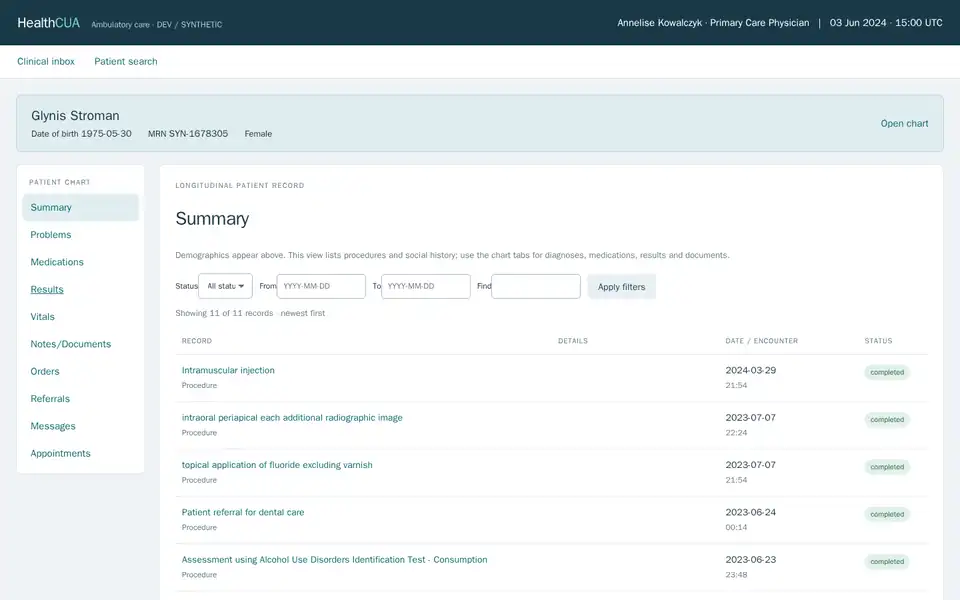 HealthCUA Ambulatory care · DEV / SYNTHETIC
Annelise Kowalczyk · Primary Care Physician | 03 Jun 2024 · 15:00 UTC
Clinical inbox Patient search
Glynis Stroman
Date of birth 1975-05-30 MRN SYN-1678305 Female
Open chart
PATIENT CHART
Summary
Problems
Medications
Results
Vitals
Notes/Documents
Orders
Referrals
Messages
Appointments
LONGITUDINAL PATIENT RECORD
Summary
Demographics appear above. This view lists procedures and social history; use the chart tabs for diagnoses, medications, results and documents.
Status All statu From YYYY-MM-DD To YYYY-MM-DD Find Apply filters
Showing 11 of 11 records · newest first
RECORD DETAILS DATE / ENCOUNTER STATUS
Intramuscular injection 2024-03-29 completed
Procedure 21:54
intraoral periapical each additional radiographic image 2023-07-07 completed
Procedure 22:24
topical application of fluoride excluding varnish 2023-07-07 completed
Procedure 21:54
Patient referral for dental care 2023-06-24 completed
Procedure 00:14
Assessment using Alcohol Use Disorders Identification Test - Consumption 2023-06-23 completed
Procedure 23:48